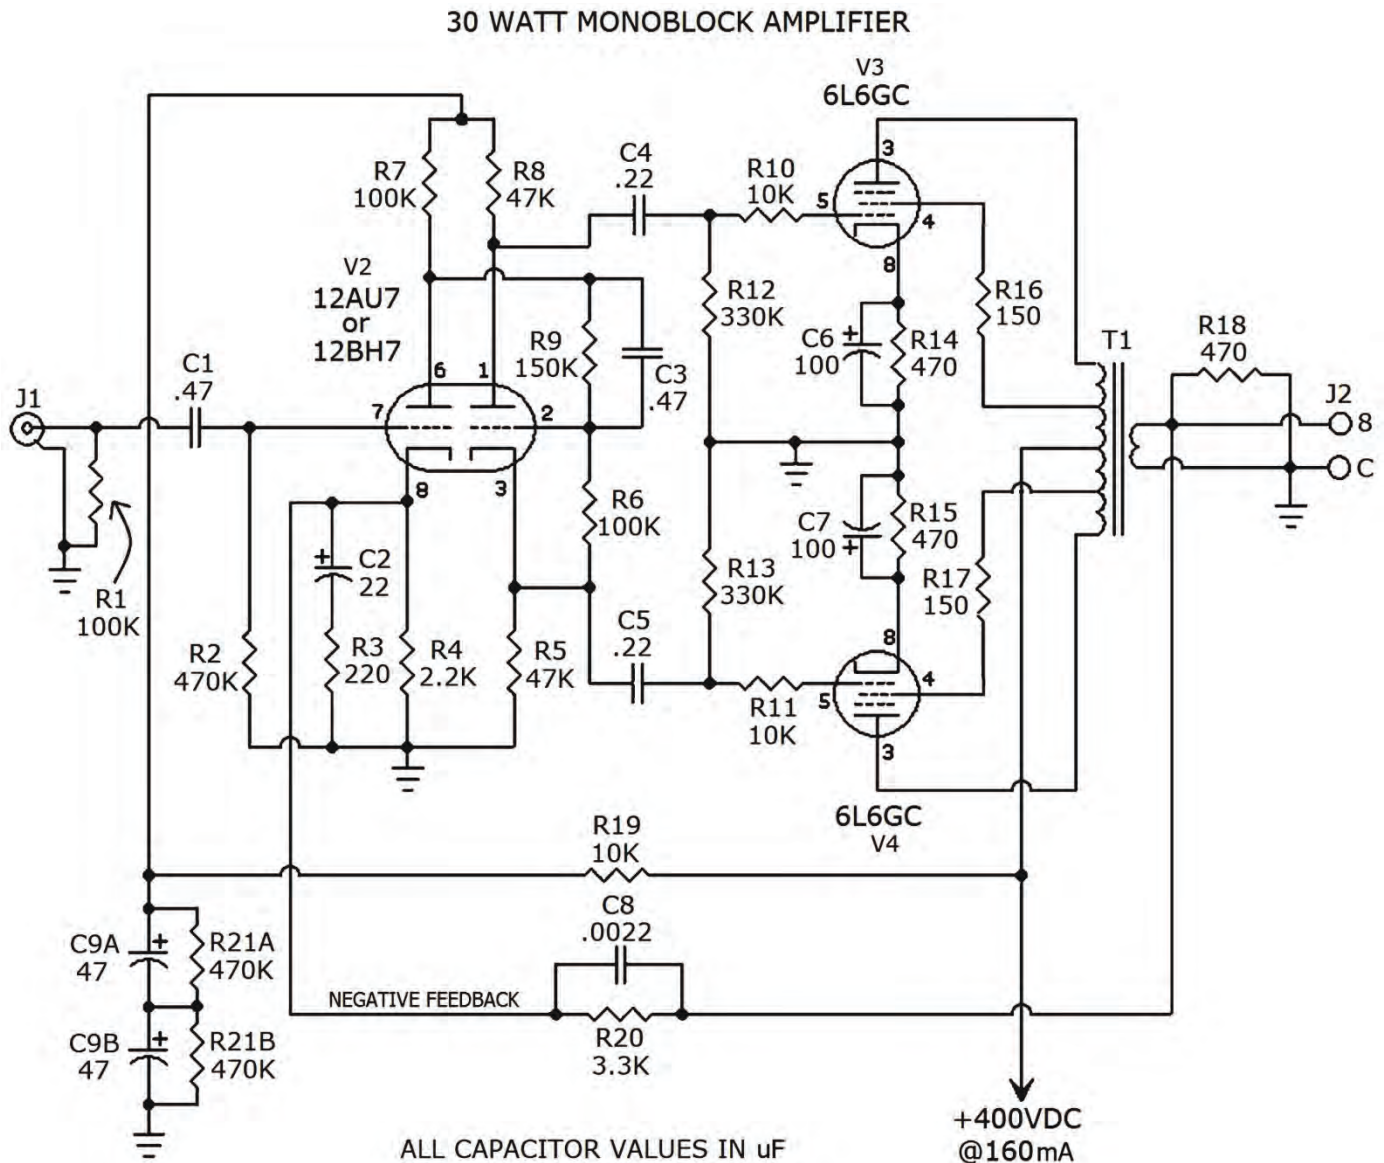 30 WATT MONOBLOCK AMPLIFIER
V3
6L6GC
3
5
4
8
R7
100K
R8
47K
C4
.22
R10
10K
V2
12AU7
or
12BH7
R12
330K
R16
150
C6
+
100
R14
470
T1
R18
470
R9
150K
C3
.47
J1
C1
.47
7
6
1
2
8
3
J2
8
C
R1
100K
R2
470K
+
C2
22
R3
220
R4
2.2K
R5
47K
R6
100K
C5
.22
R13
330K
C7
100
+
R15
470
R17
150
R11
10K
8
5
4
3
6L6GC
V4
R19
10K
C8
.0022
NEGATIVE FEEDBACK
R20
3.3K
C9A
47
+
R21A
470K
C9B
47
+
R21B
470K
+400VDC
@160mA
ALL CAPACITOR VALUES IN uF